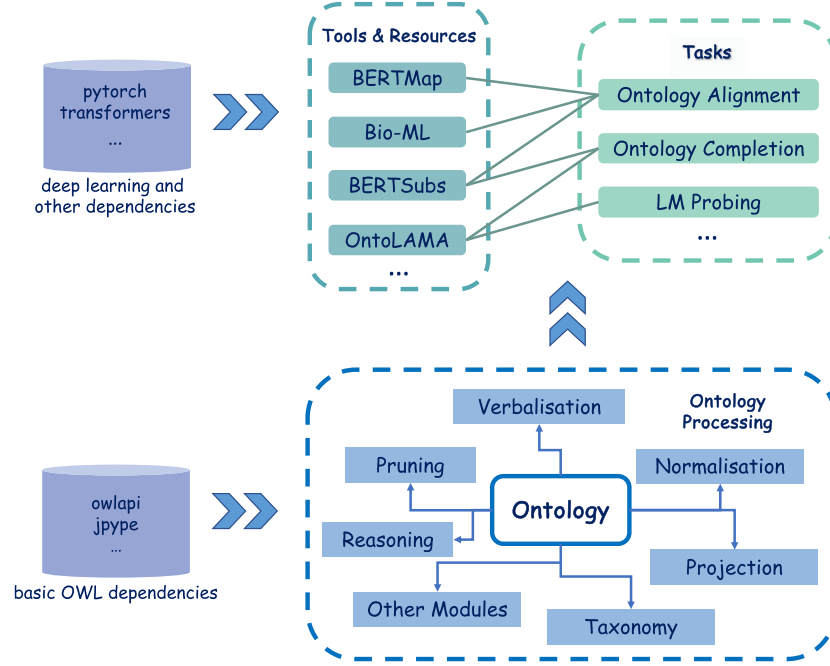 Tools & Resources
Tasks
pytorch
transformers
...
deep learning and
other dependencies
BERTMap
Bio-ML
BERTSubs
OntoLAMA
...
Ontology Alignment
Ontology Completion
LM Probing
...
Ontology
Processing
Verbalisation
Pruning
Normalisation
Ontology
Reasoning
Projection
Other Modules
Taxonomy
owlapi
jpype
...
basic OWL dependencies